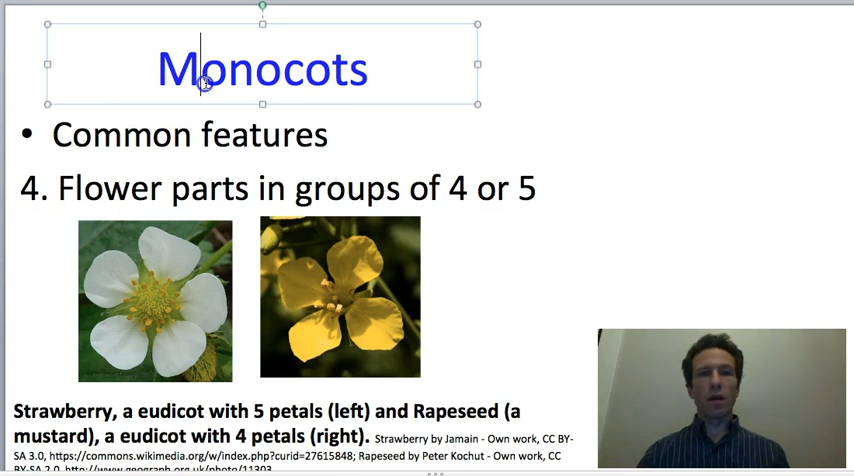 Monocots
• Common features
4. Flower parts in groups of 4 or 5
Strawberry, a eudicot with 5 petals (left) and Rapeseed (a
mustard), a eudicot with 4 petals (right). Strawberry by Jamain - Own work, CC BY-
SA 3.0, https://commons.wikimedia.org/w/index.php?curid=27615848; Rapeseed by Peter Kochut - Own work, CC
BY-SA 2.0, http://www.geograph.org.uk/photo/11303